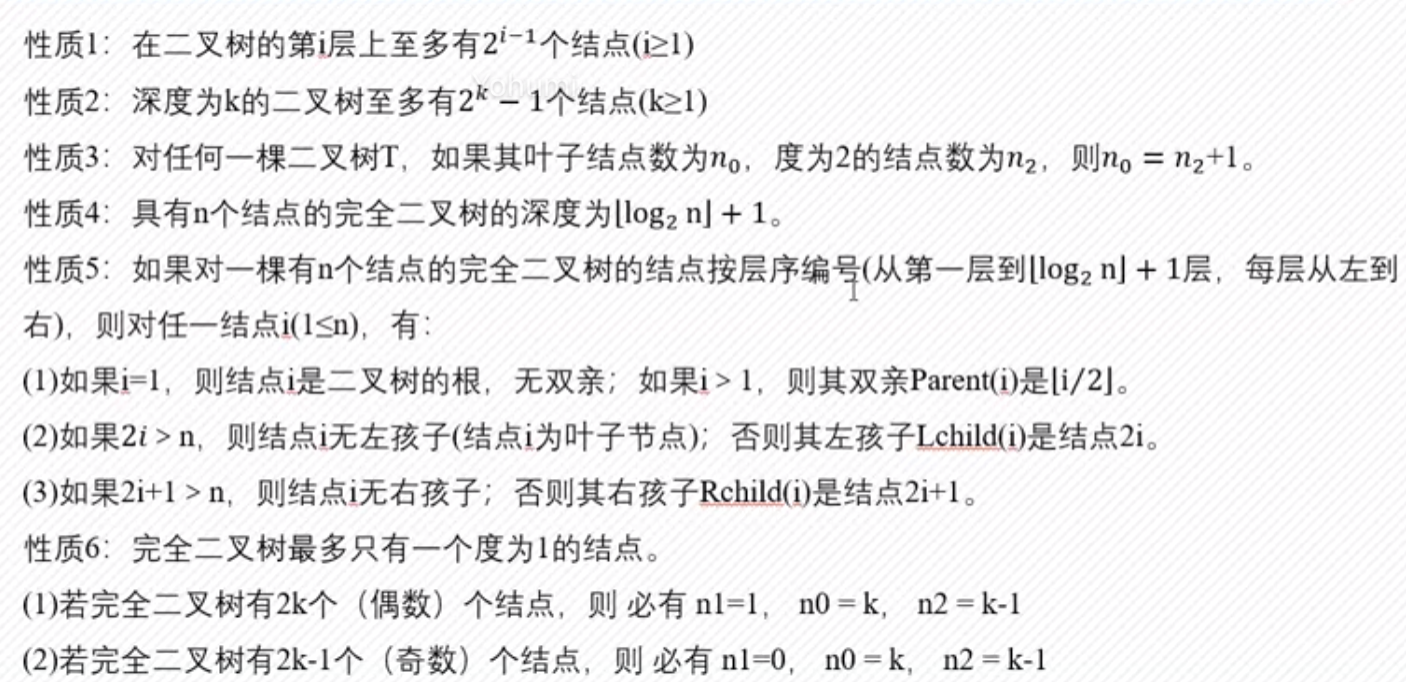 性质1：在二叉树的第i层上至多有2^{i−1}个结点(i≥1)
性质2：深度为k的二叉树至多有2^k − 1个结点(k≥1)
性质3：对任何一棵二叉树T，如果其叶子结点数为n₀，度为2的结点数为n₂，则n₀ = n₂+1。
性质4：具有n个结点的完全二叉树的深度为⌊log₂ n⌋ + 1。
性质5：如果对一棵有n个结点的完全二叉树的结点按层序编号(从第一层到⌊log₂ n⌋ + 1层，每层从左到
右)，则对任一结点i(1≤n)，有：
(1)如果i=1，则结点i是二叉树的根，无双亲；如果i > 1，则其双亲Parent(i)是⌊i/2⌋。
(2)如果2i > n，则结点i无左孩子(结点i为叶子节点)；否则其左孩子Lchild(i)是结点2i。
(3)如果2i+1 > n，则结点i无右孩子；否则其右孩子Rchild(i)是结点2i+1。
性质6：完全二叉树最多只有一个度为1的结点。
(1)若完全二叉树有2k个（偶数）个结点，则 必有 n1=1， n0 = k， n2 = k-1
(2)若完全二叉树有2k-1个（奇数）个结点，则 必有 n1=0， n0 = k， n2 = k-1